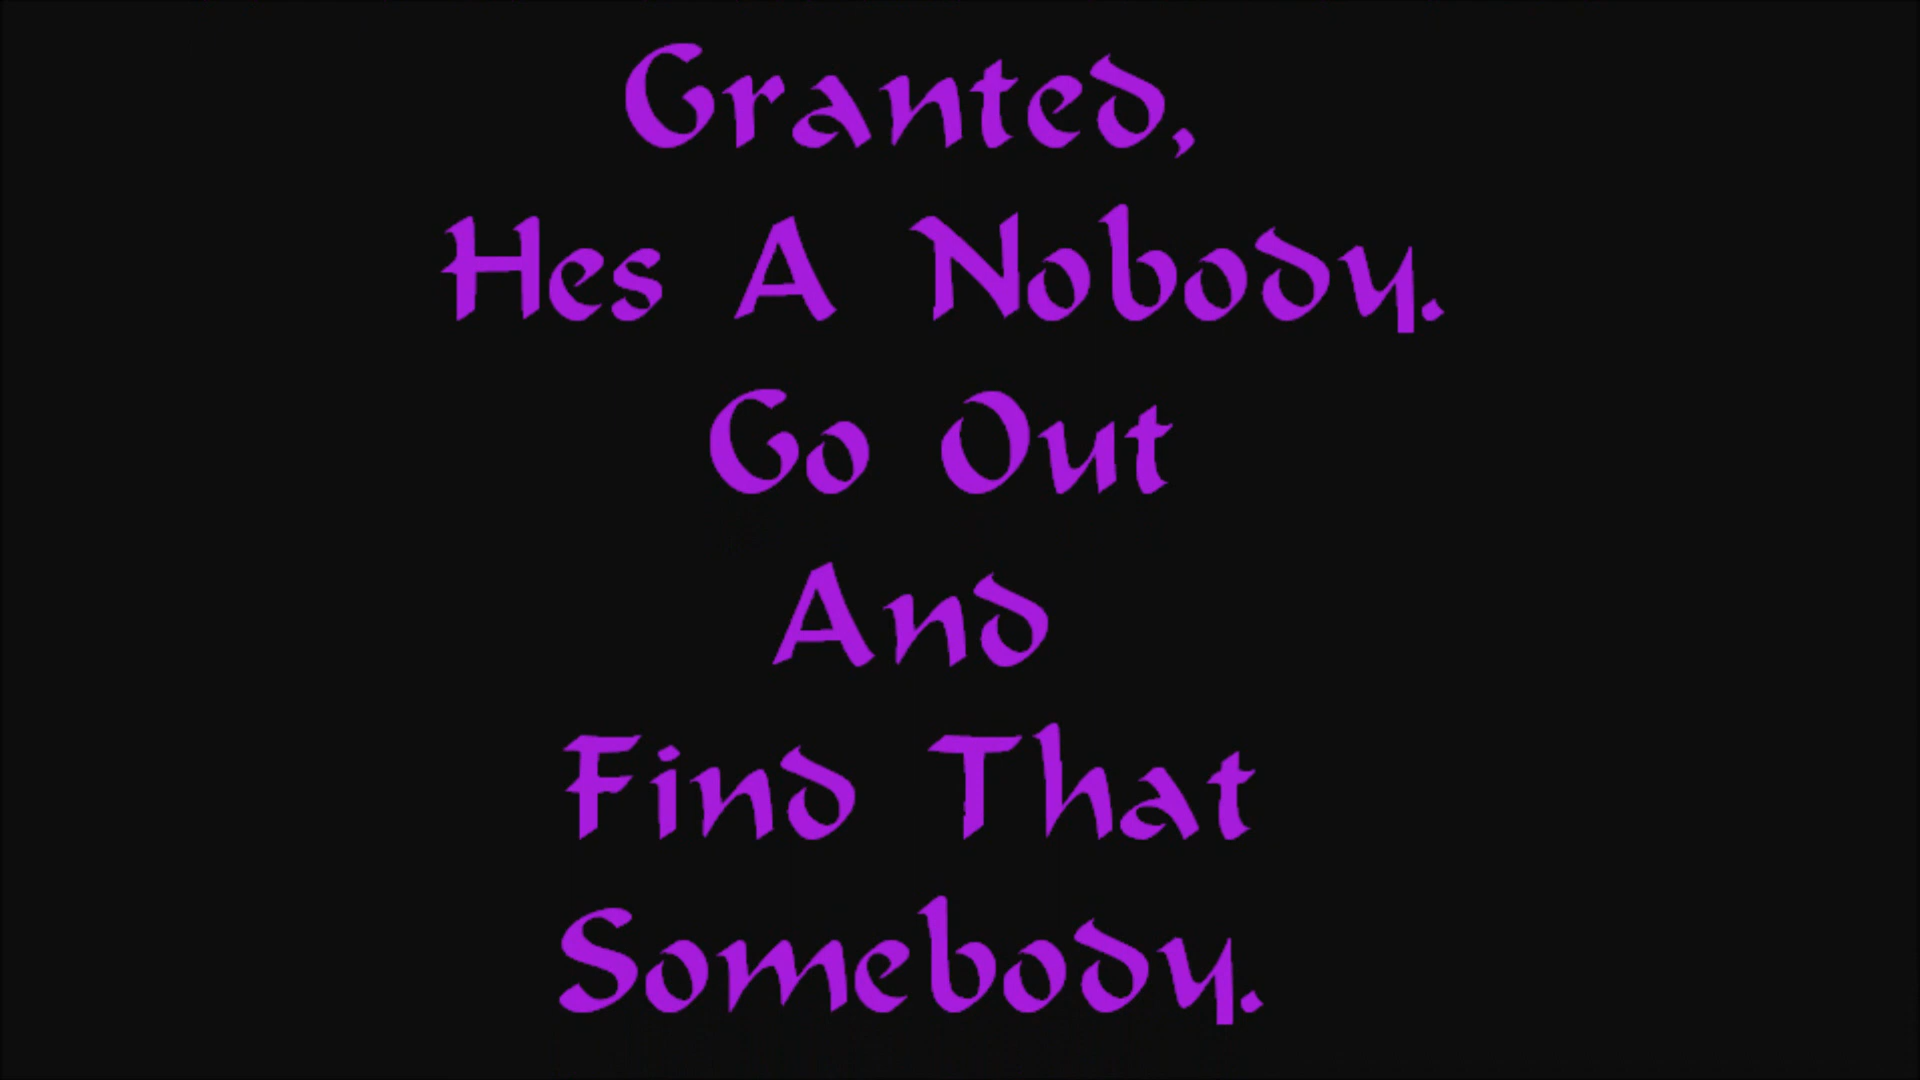 Granted,
Hes A Nobody.
Go Out
And
Find That
Somebody.